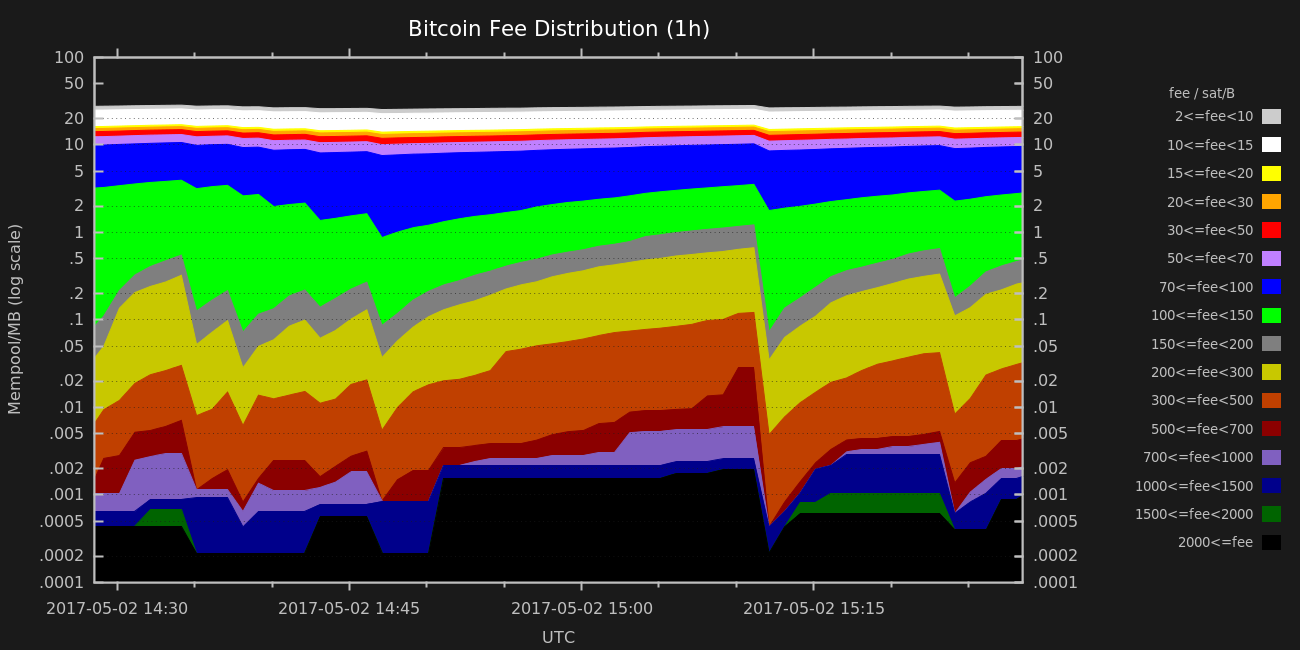 Bitcoin Fee Distribution (1h)
Mempool/MB (log scale)
100
50
20
10
5
2
1
.5
.2
.1
.05
.02
.01
.005
.002
.001
.0005
.0002
.0001
100
50
20
10
5
2
1
.5
.2
.1
.05
.02
.01
.005
.002
.001
.0005
.0002
.0001
2017-05-02 14:30
2017-05-02 14:45
2017-05-02 15:00
2017-05-02 15:15
UTC
fee / sat/B
2<=fee<10
10<=fee<15
15<=fee<20
20<=fee<30
30<=fee<50
50<=fee<70
70<=fee<100
100<=fee<150
150<=fee<200
200<=fee<300
300<=fee<500
500<=fee<700
700<=fee<1000
1000<=fee<1500
1500<=fee<2000
2000<=fee